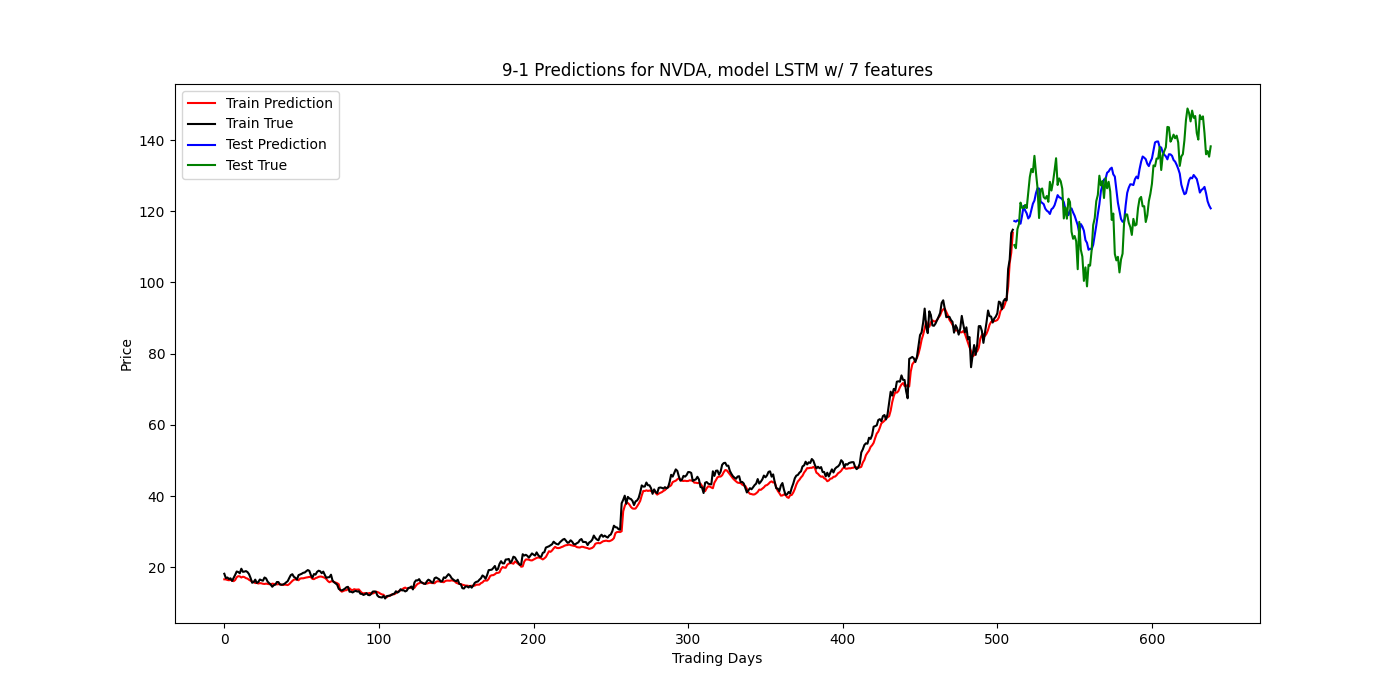 9-1 Predictions for NVDA, model LSTM w/ 7 features
Train Prediction
Train True
Test Prediction
Test True
140
120
100
80
60
40
20
Price
0 100 200 300 400 500 600
Trading Days